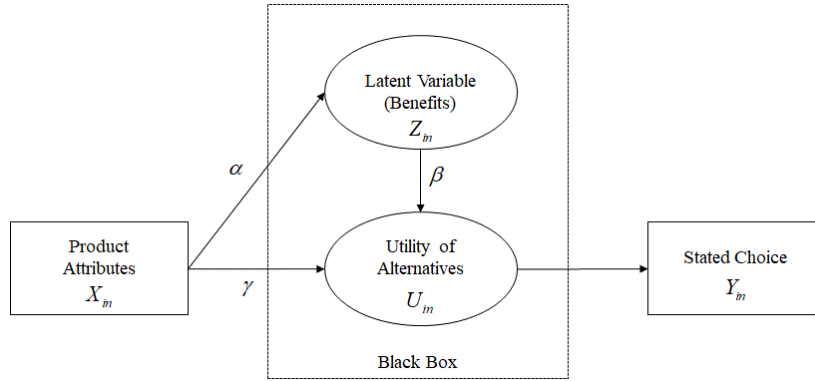 Latent Variable
(Benefits)
Z_in
α
β
Product
Attributes
X_in
γ
Utility of
Alternatives
U_in
Stated Choice
Y_in
Black Box